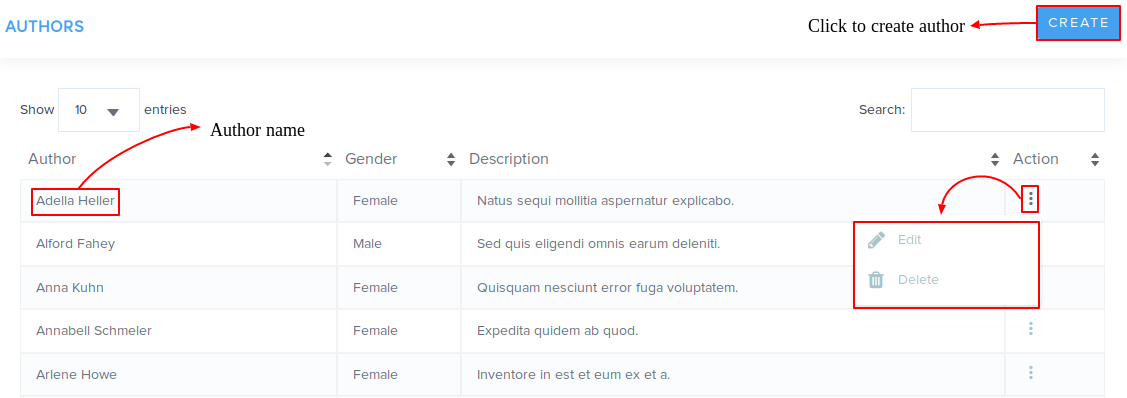 AUTHORS
Click to create author
CREATE
Show 10 entries
Search:
Author name
Author Gender Description Action
Adella Heller Female Natus sequi mollitia aspernatur explicabo.
Alford Fahey Male Sed quis eligendi omnis earum deleniti.
Edit
Anna Kuhn Female Quisquam nesciunt error fuga voluptatem.
Delete
Annabell Schmeler Female Expedita quidem ab quod.
Arlene Howe Female Inventore in est et eum ex et a.